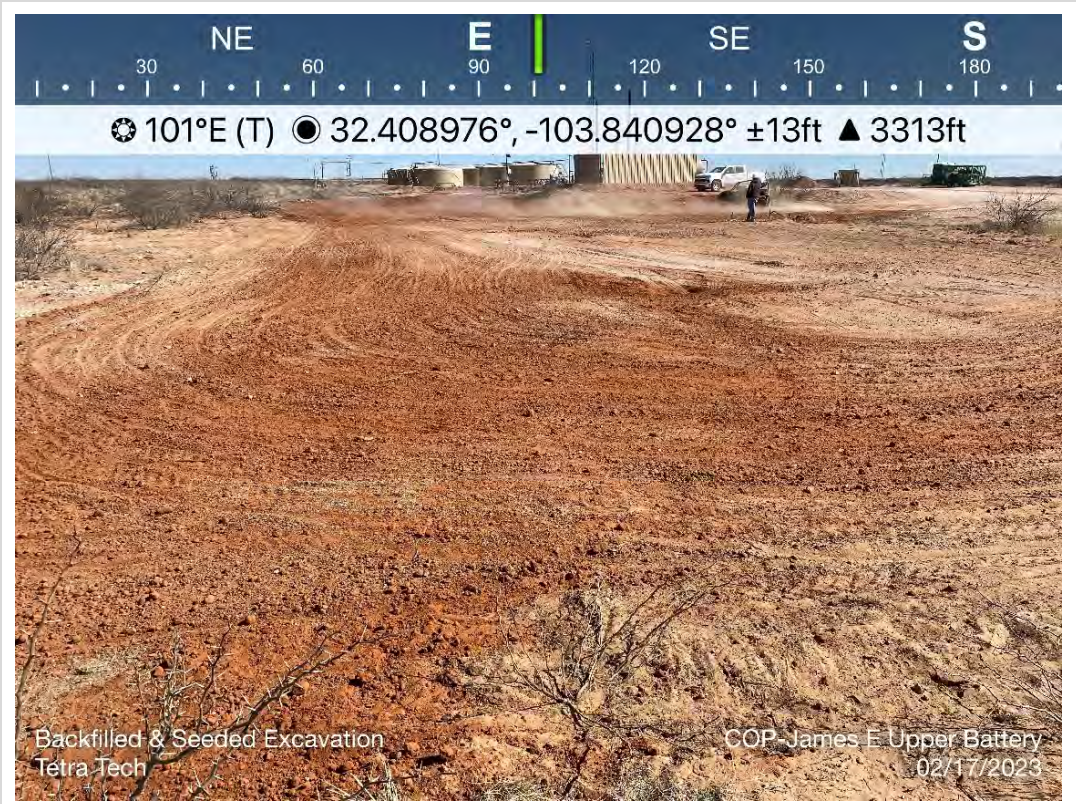 NE E SE S
30 60 90 120 150 180
101°E (T) 32.408976°, -103.840928° ±13ft ▲ 3313ft
Backfilled & Seeded Excavation
Tetra Tech
COP-James E Upper Battery
02/17/2023